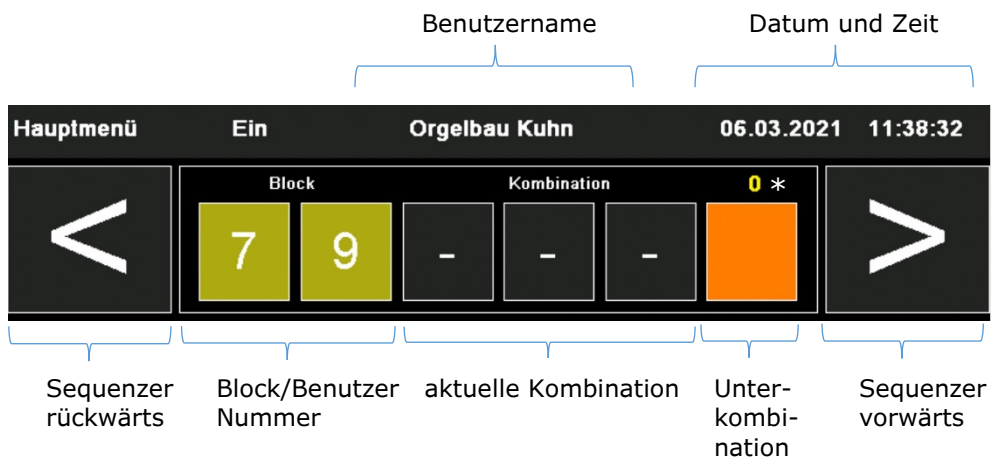 Benutzername Datum und Zeit
Hauptmenü Ein Orgelbau Kuhn 06.03.2021 11:38:32
Block Kombination 0 *
< 7 9 - - - >
Sequenzer Block/Benutzer aktuelle Kombination Unter- Sequenzer
rückwärts Nummer kombi- vorwärts
nation